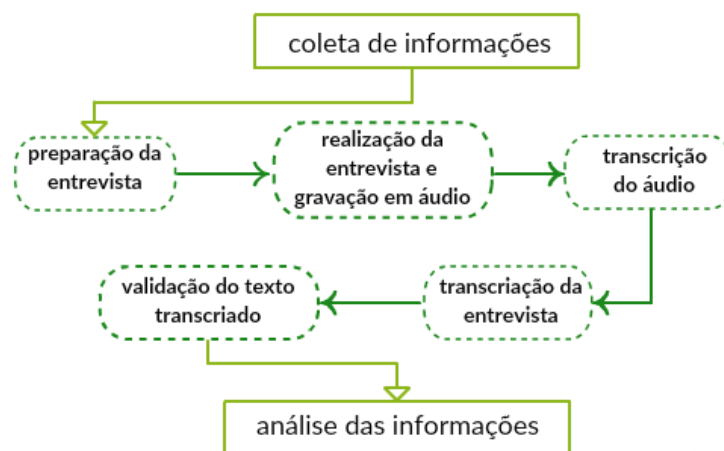 coleta de informações
preparação da
entrevista
realização da
entrevista e
gravação em áudio
transcrição
do áudio
transcriação da
entrevista
validação do texto
transcriado
análise das informações